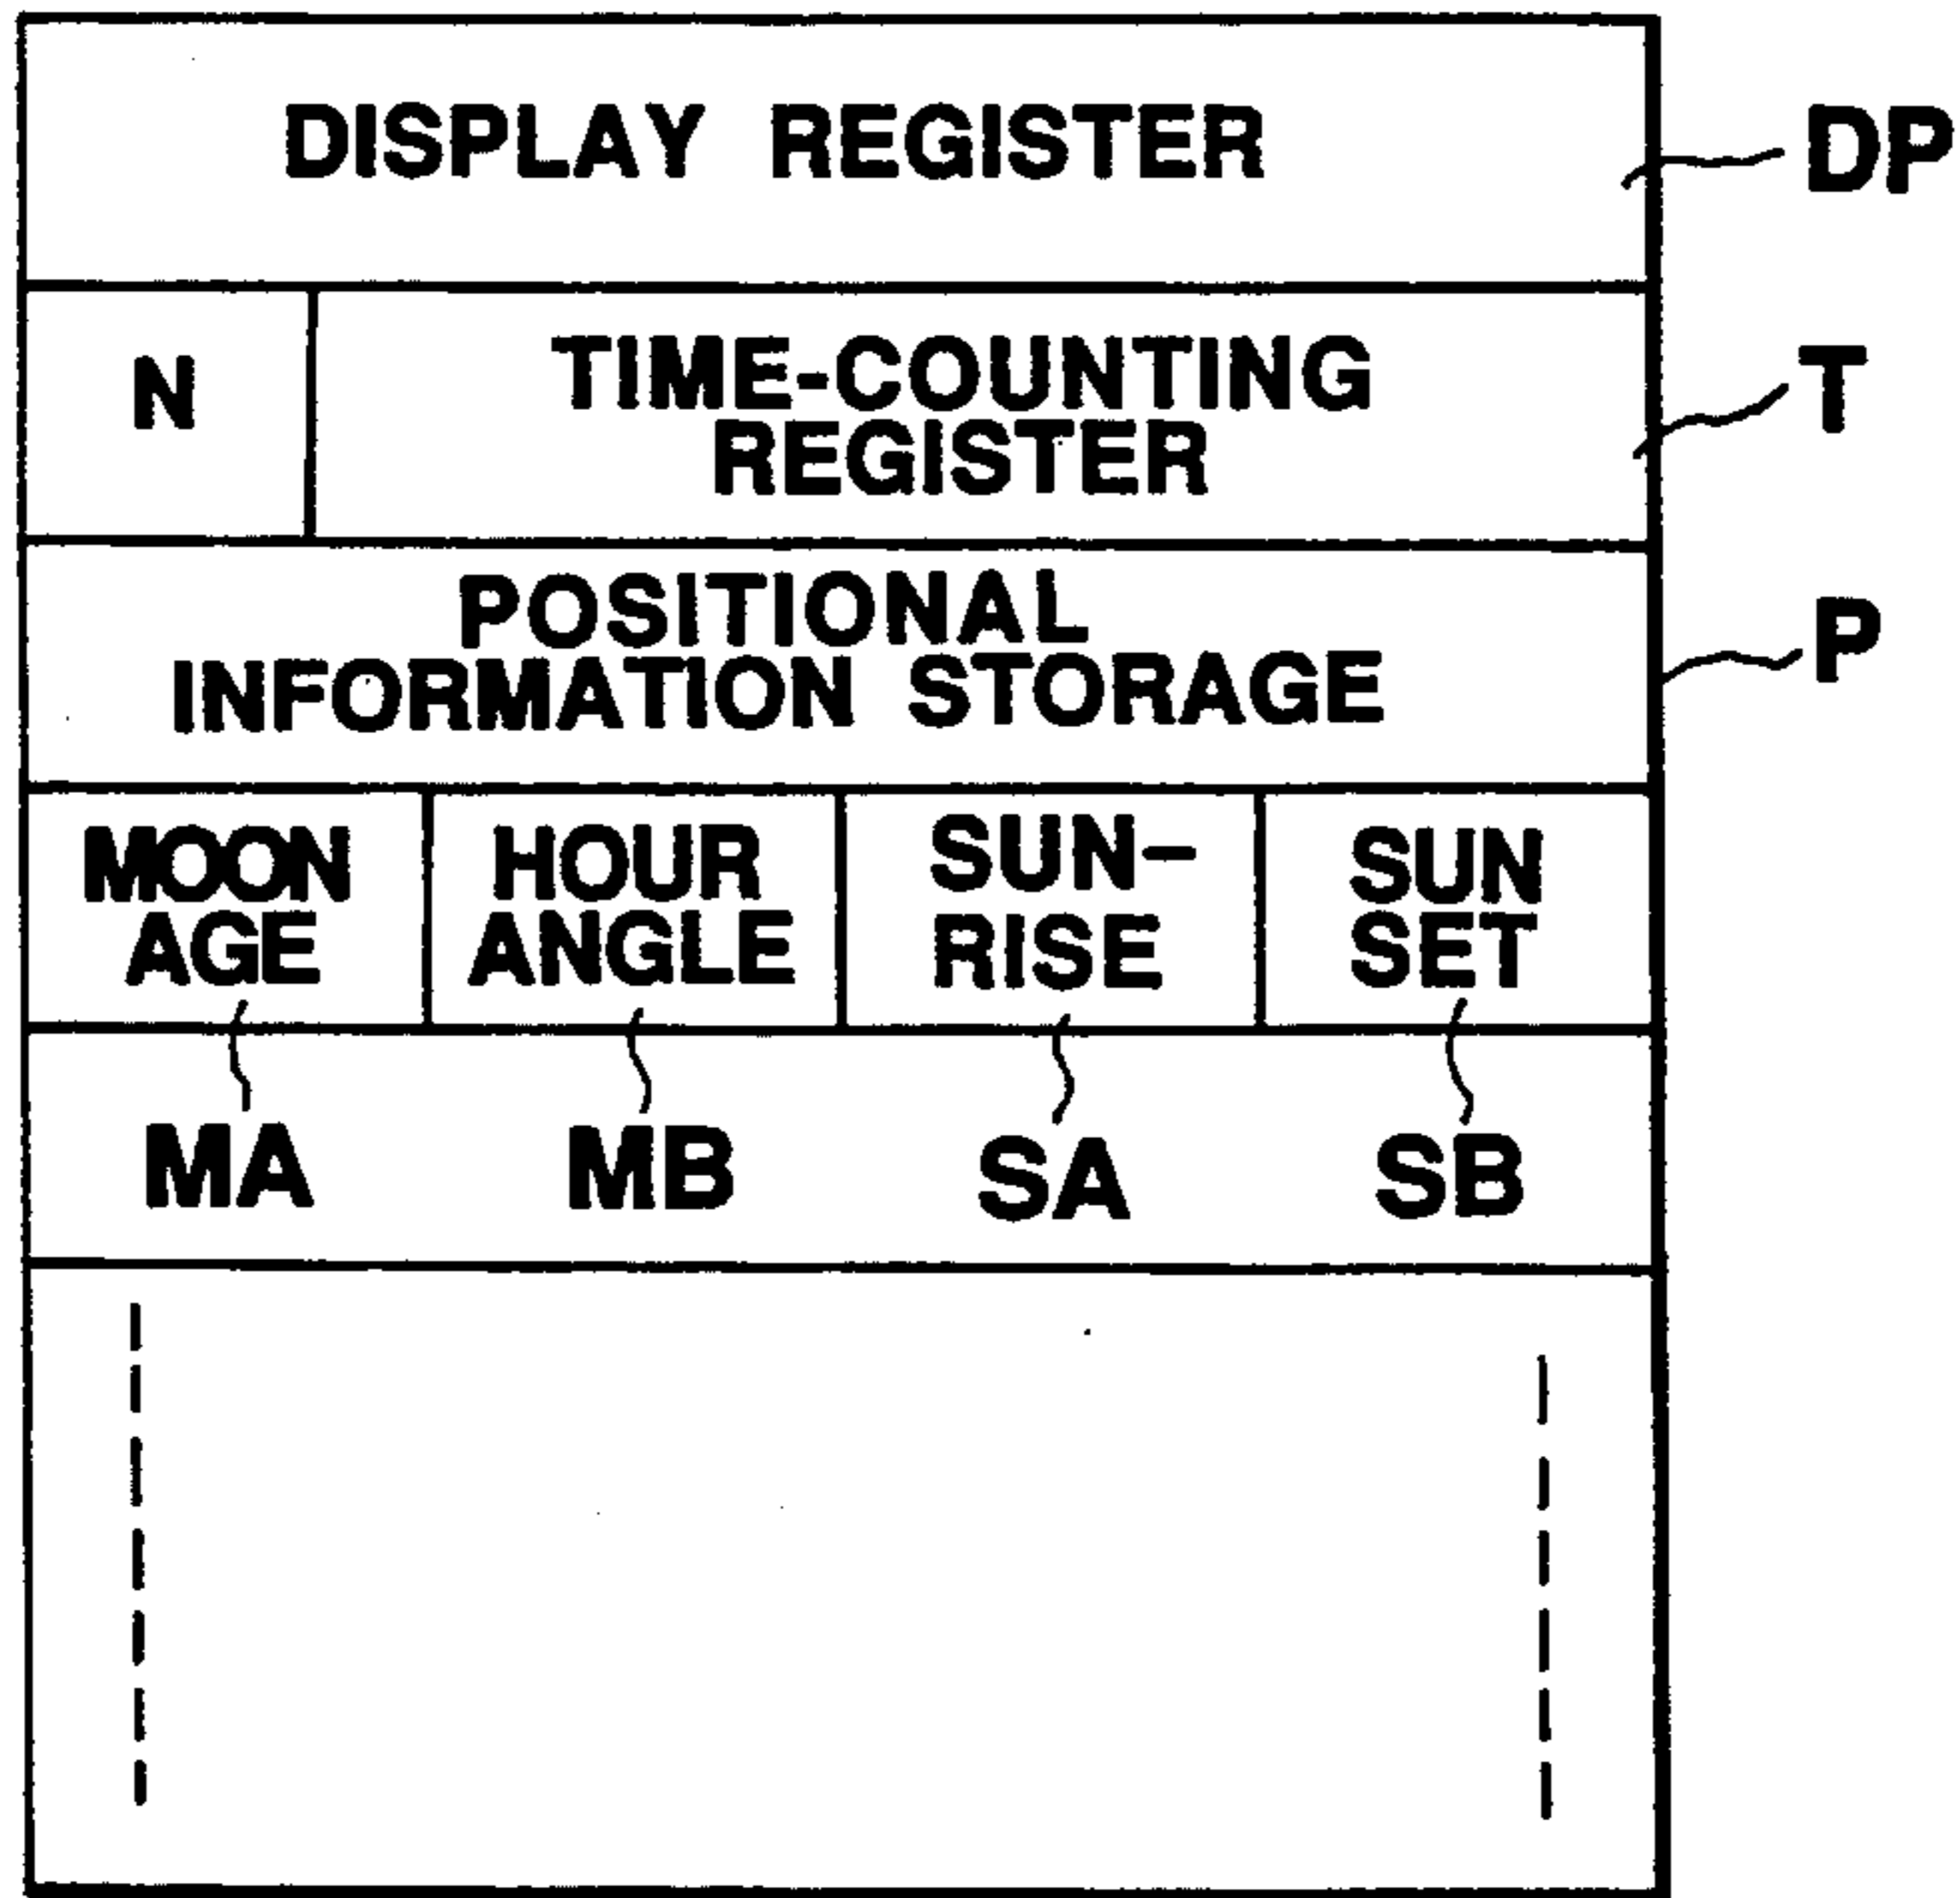 DISPLAY REGISTER
DP
N
TIME-COUNTING
REGISTER
T
POSITIONAL
INFORMATION STORAGE
P
MOON
AGE
HOUR
ANGLE
SUN-
RISE
SUN
SET
MA
MB
SA
SB